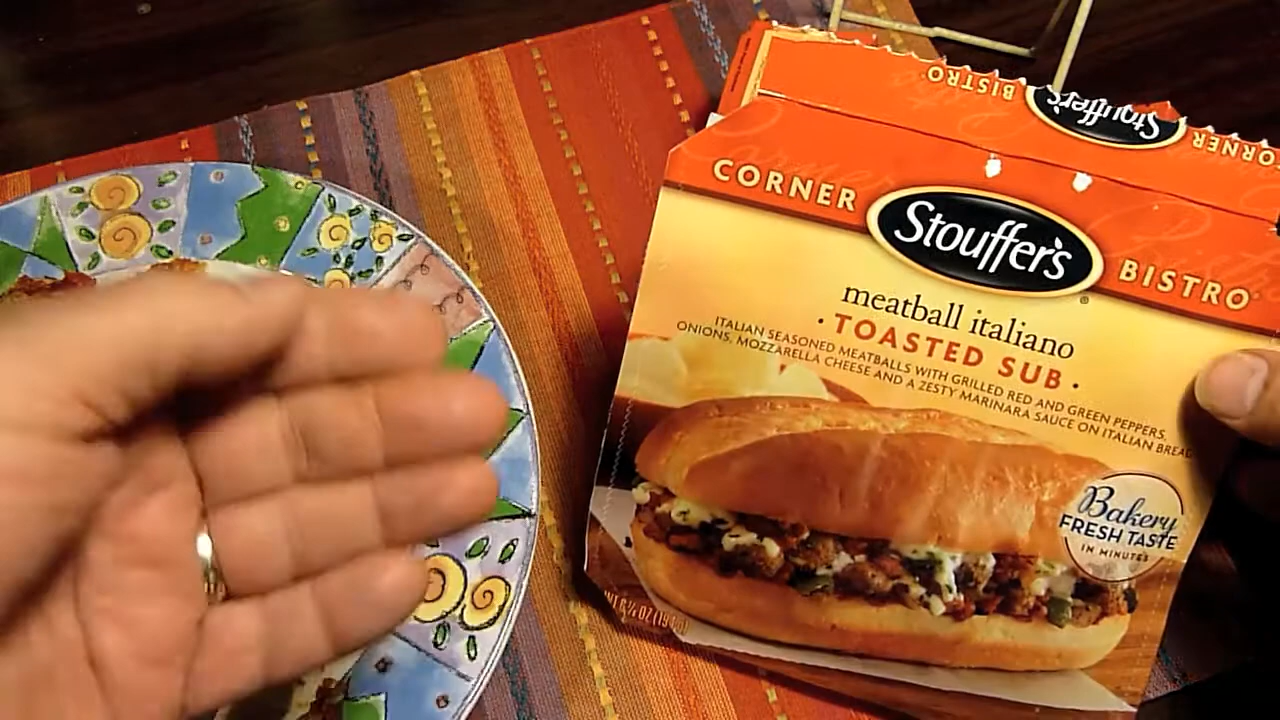 BISTRO Stouffer's CORNER
CORNER Stouffer's BISTRO
®
meatball italiano
· TOASTED SUB ·
ITALIAN SEASONED MEATBALLS WITH GRILLED RED AND GREEN PEPPERS,
ONIONS, MOZZARELLA CHEESE AND A ZESTY MARINARA SAUCE ON ITALIAN BREAD
Bakery
FRESH TASTE
IN MINUTES